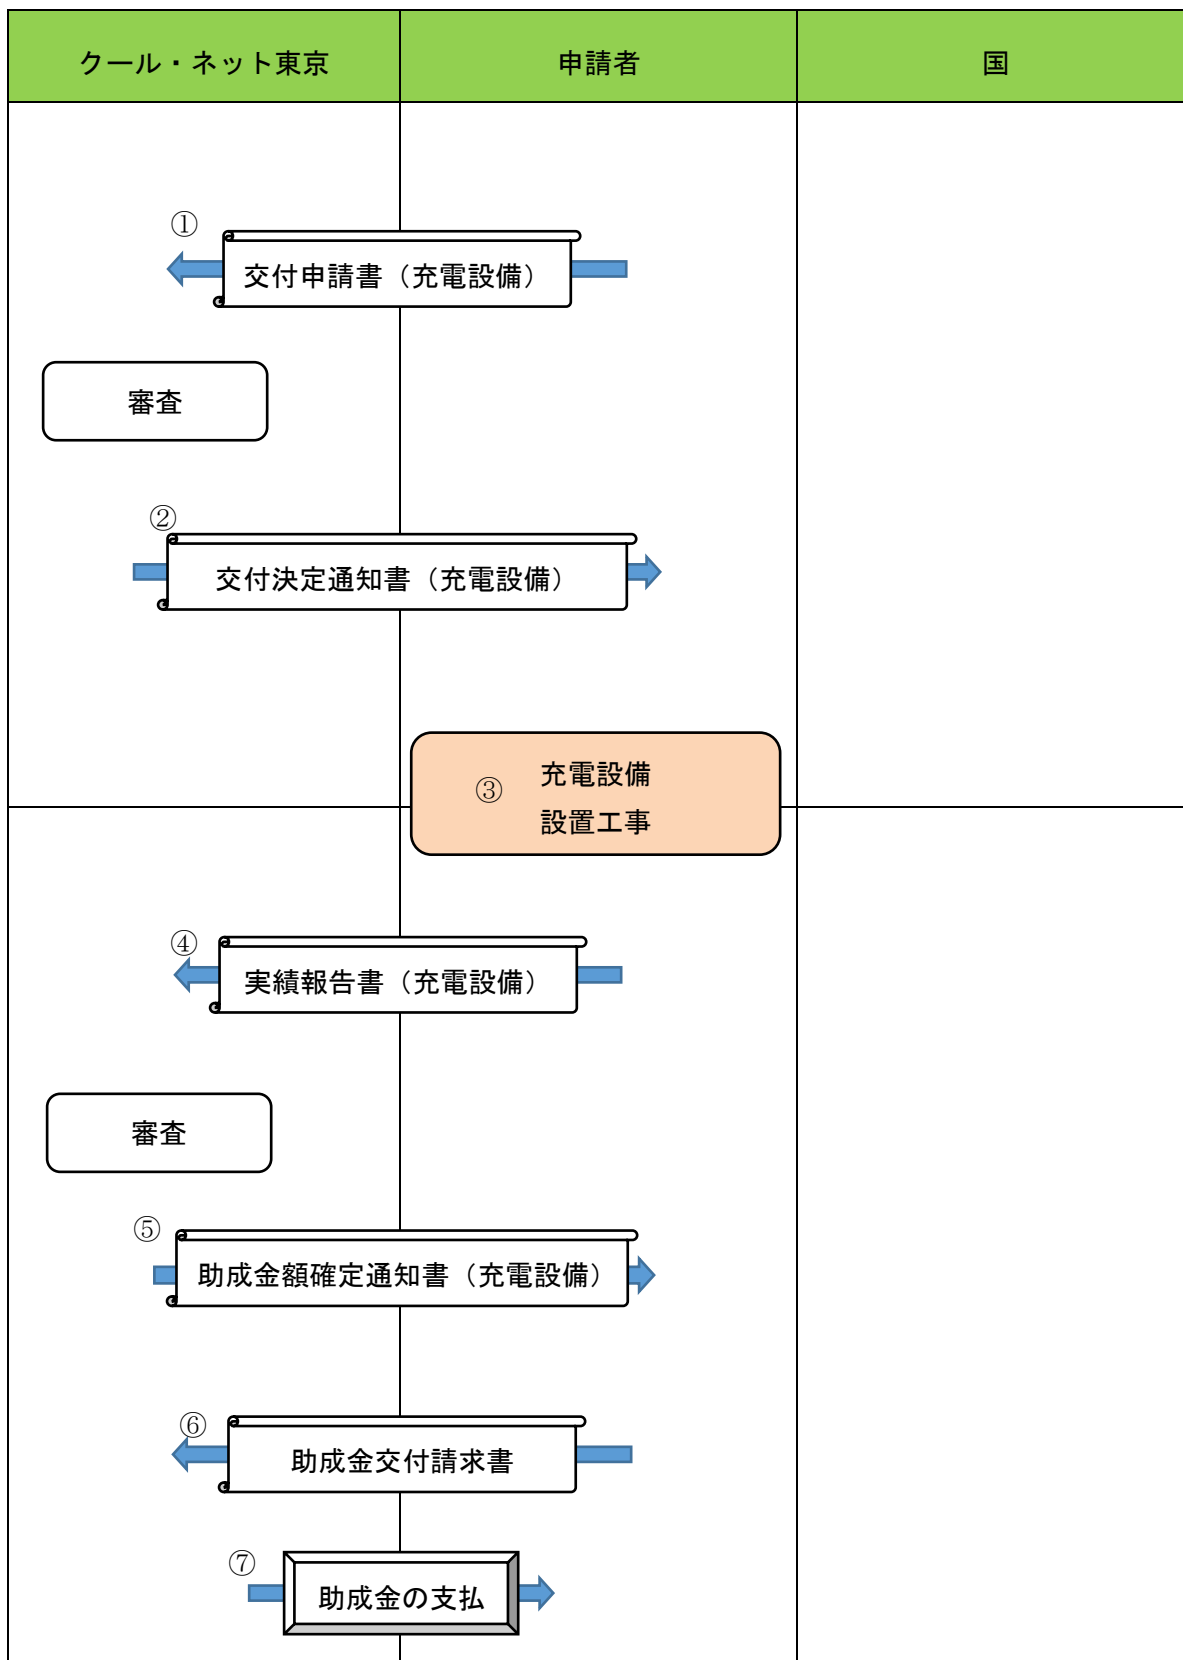 クール・ネット東京
申請者
国
①
交付申請書（充電設備）
審査
②
交付決定通知書（充電設備）
③
充電設備
設置工事
④
実績報告書（充電設備）
審査
⑤
助成金額確定通知書（充電設備）
⑥
助成金交付請求書
⑦
助成金の支払